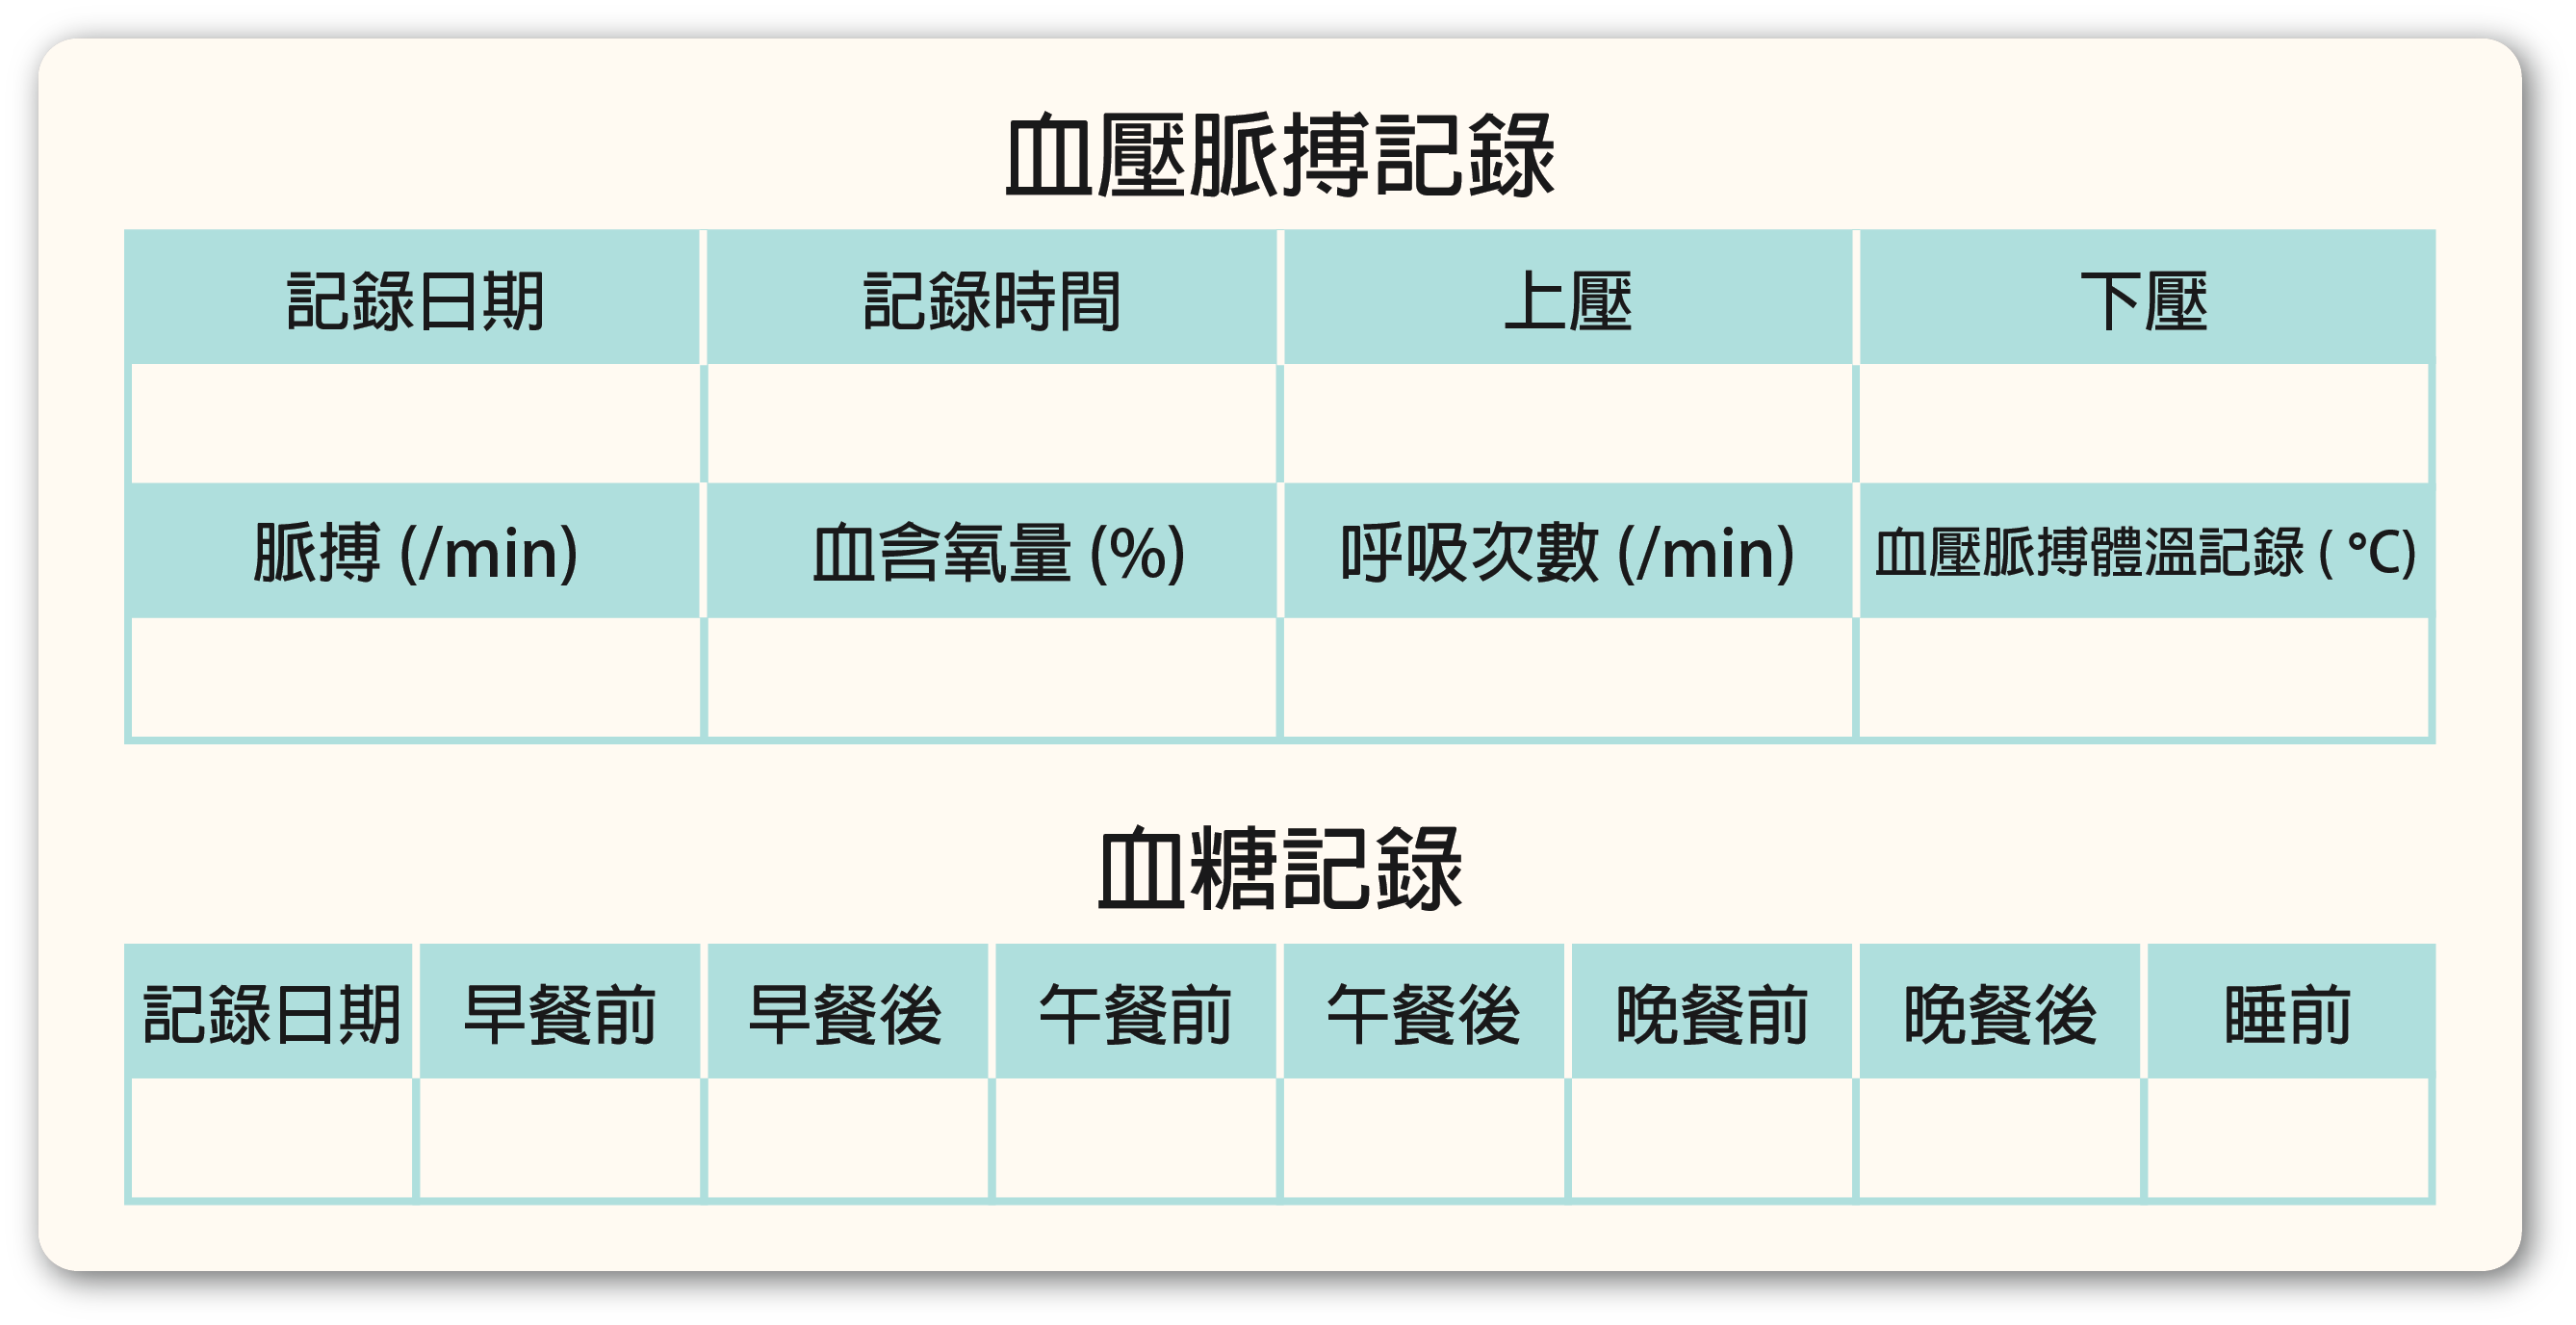 血壓脈搏記錄
記錄日期 記錄時間 上壓 下壓
脈搏 (/min) 血含氧量 (%) 呼吸次數 (/min) 血壓脈搏體溫記錄 ( °C)
血糖記錄
記錄日期 早餐前 早餐後 午餐前 午餐後 晚餐前 晚餐後 睡前